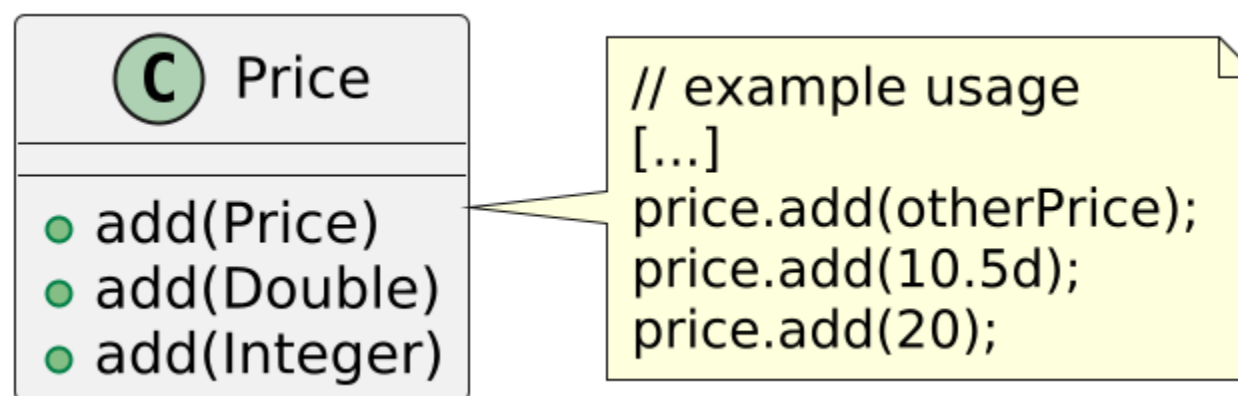 C Price
add(Price)
add(Double)
add(Integer)
// example usage
[...]
price.add(otherPrice);
price.add(10.5d);
price.add(20);